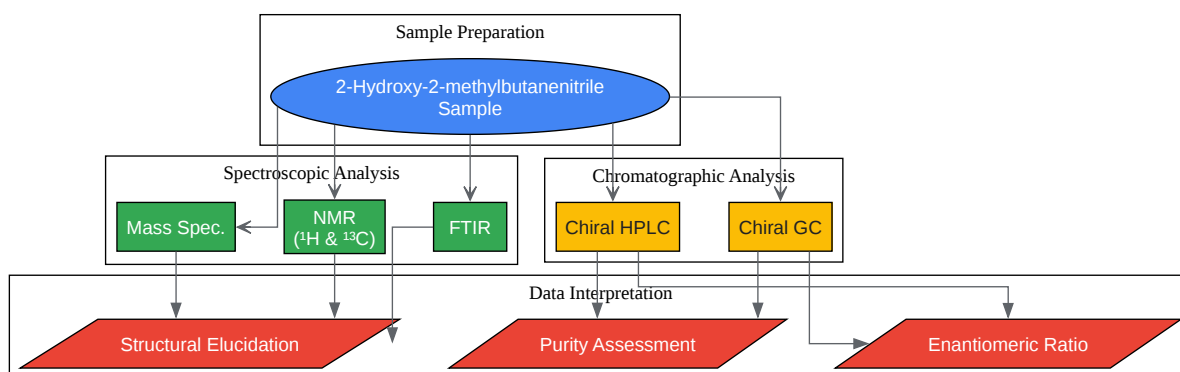 Sample Preparation
2-Hydroxy-2-methylbutanenitrile
Sample
Spectroscopic Analysis
Chromatographic Analysis
Mass Spec.
NMR
(¹H & ¹³C)
FTIR
Chiral HPLC
Chiral GC
Data Interpretation
Structural Elucidation
Purity Assessment
Enantiomeric Ratio